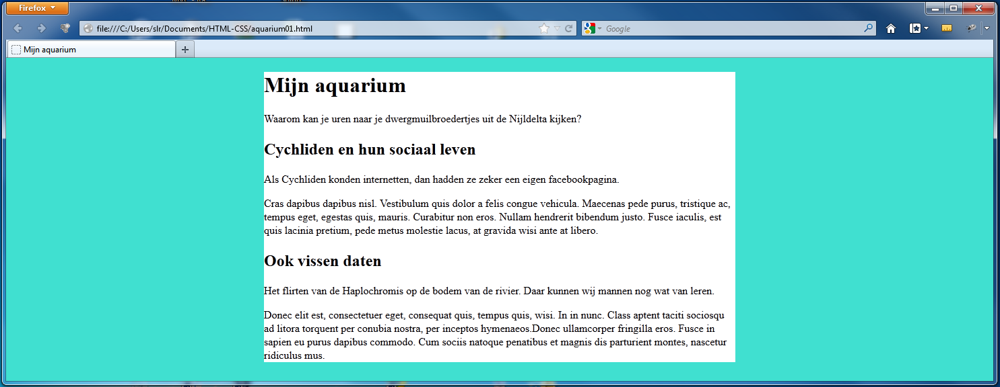 Firefox
file:///C:/Users/slr/Documents/HTML-CSS/aquarium01.html
Google
Mijn aquarium
Mijn aquarium
Waarom kan je uren naar je dwergmuilbroedertjes uit de Nijldelta kijken?
Cychliden en hun sociaal leven
Als Cychliden konden internetten, dan hadden ze zeker een eigen facebookpagina.
Cras dapibus dapibus nisl. Vestibulum quis dolor a felis congue vehicula. Maecenas pede purus, tristique ac,
tempus eget, egestas quis, mauris. Curabitur non eros. Nullam hendrerit bibendum justo. Fusce iaculis, est
quis lacinia pretium, pede metus molestie lacus, at gravida wisi ante at libero.
Ook vissen daten
Het flirten van de Haplochromis op de bodem van de rivier. Daar kunnen wij mannen nog wat van leren.
Donec elit est, consectetuer eget, consequat quis, tempus quis, wisi. In in nunc. Class aptent taciti sociosqu
ad litora torquent per conubia nostra, per inceptos hymenaeos.Donec ullamcorper fringilla eros. Fusce in
sapien eu purus dapibus commodo. Cum sociis natoque penatibus et magnis dis parturient montes, nascetur
ridiculus mus.